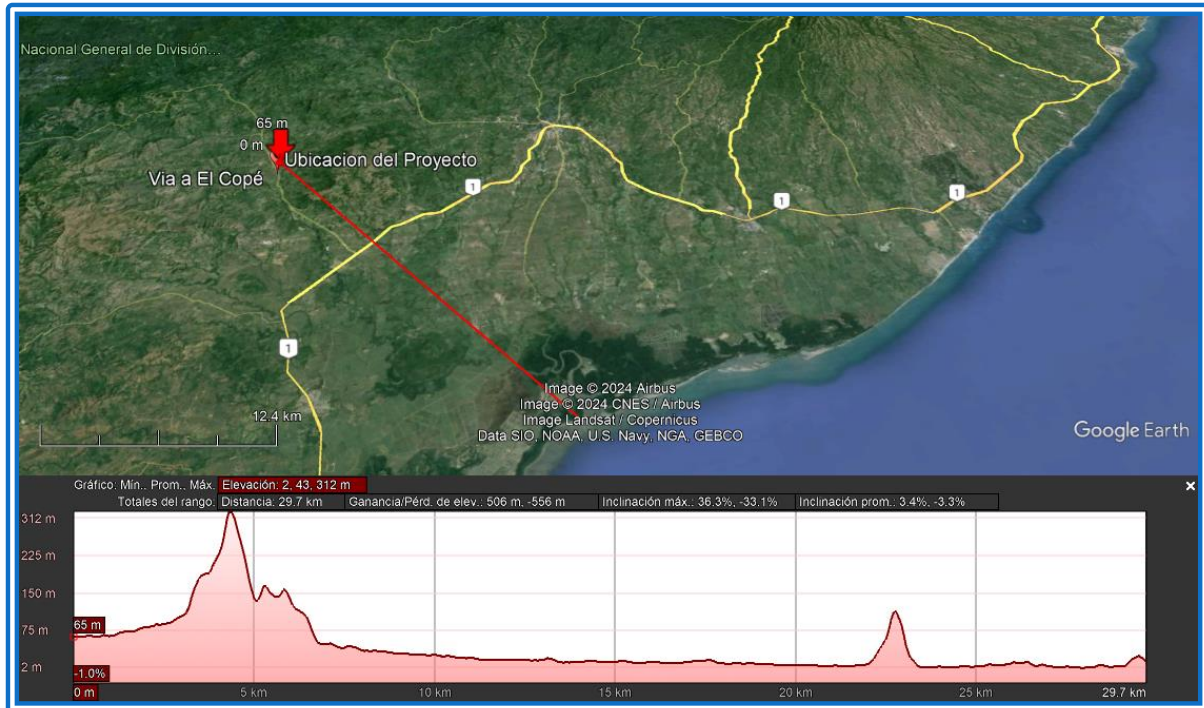 Nacional General de División...
65 m
0 m
Ubicacion del Proyecto
Via a El Copé
1
1
1
1
12.4 km
Image © 2024 Airbus
Image © 2024 CNES / Airbus
Image Landsat / Copernicus
Data SIO, NOAA, U.S. Navy, NGA, GEBCO
Google Earth
Gráfico: Mín.. Prom.. Máx. Elevación: 2, 43, 312 m
Totales del rango: Distancia: 29.7 km Ganancia/Pérd. de elev.: 506 m, -556 m Inclinación máx.: 36.3%, -33.1% Inclinación prom.: 3.4%, -3.3%
312 m
225 m
150 m
75 m
65 m
2 m
-1.0%
0 m 5 km 10 km 15 km 20 km 25 km 29.7 km